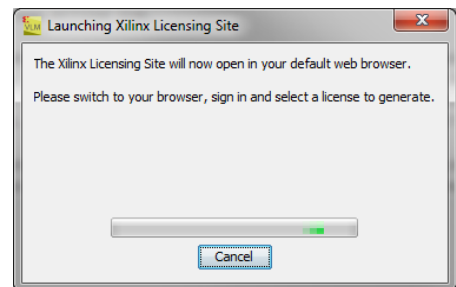 VLM Launching Xilinx Licensing Site
The Xilinx Licensing Site will now open in your default web browser.
Please switch to your browser, sign in and select a license to generate.
Cancel